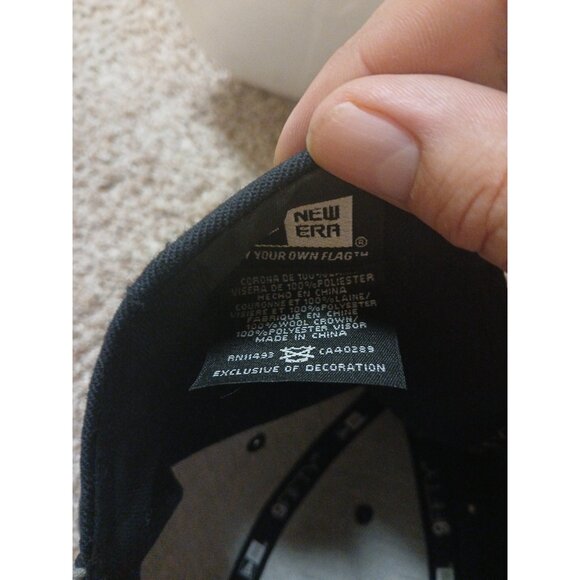 NEW
ERA
®
YOUR OWN FLAG™
CORONA DE 100%
VISERA DE 100%POLIESTER
HECHO EN CHINA
COURONNE ET 100%LAINE/
VISIERE ET 100%POLYESTER
FABRIQUE EN CHINE
100%WOOL CROWN/
100%POLYESTER VISOR
MADE IN CHINA
RN11493 CA40289
EXCLUSIVE OF DECORATION
9FIFTY